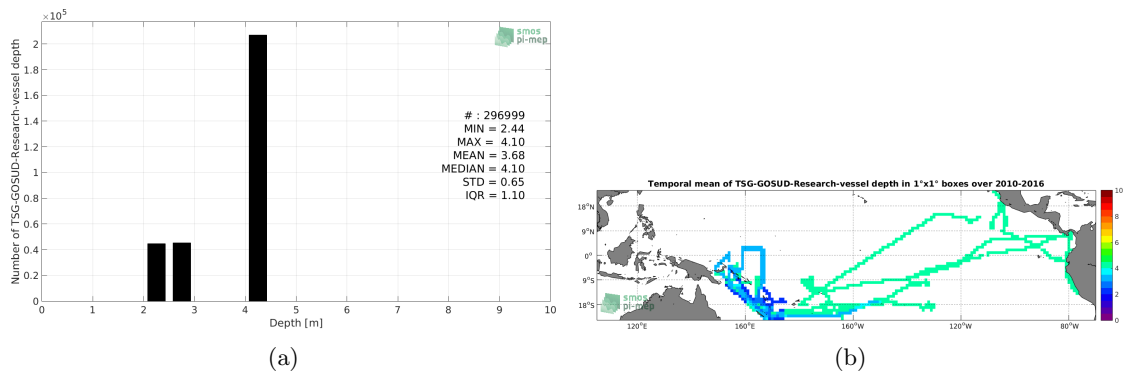 ×10⁵
2
1.8
1.6
1.4
1.2
1
0.8
0.6
0.4
0.2
0
Number of TSG-GOSUD-Research-vessel depth
smos
pi-mep
# : 296999
MIN = 2.44
MAX = 4.10
MEAN = 3.68
MEDIAN = 4.10
STD = 0.65
IQR = 1.10
0 1 2 3 4 5 6 7 8 9 10
Depth [m]
(a)
Temporal mean of TSG-GOSUD-Research-vessel depth in 1°x1° boxes over 2010-2016
18°N
9°N
0°
9°S
18°S
smos
pi-mep
120°E 160°E 160°W 120°W 80°W
10
8
6
4
2
0
(b)